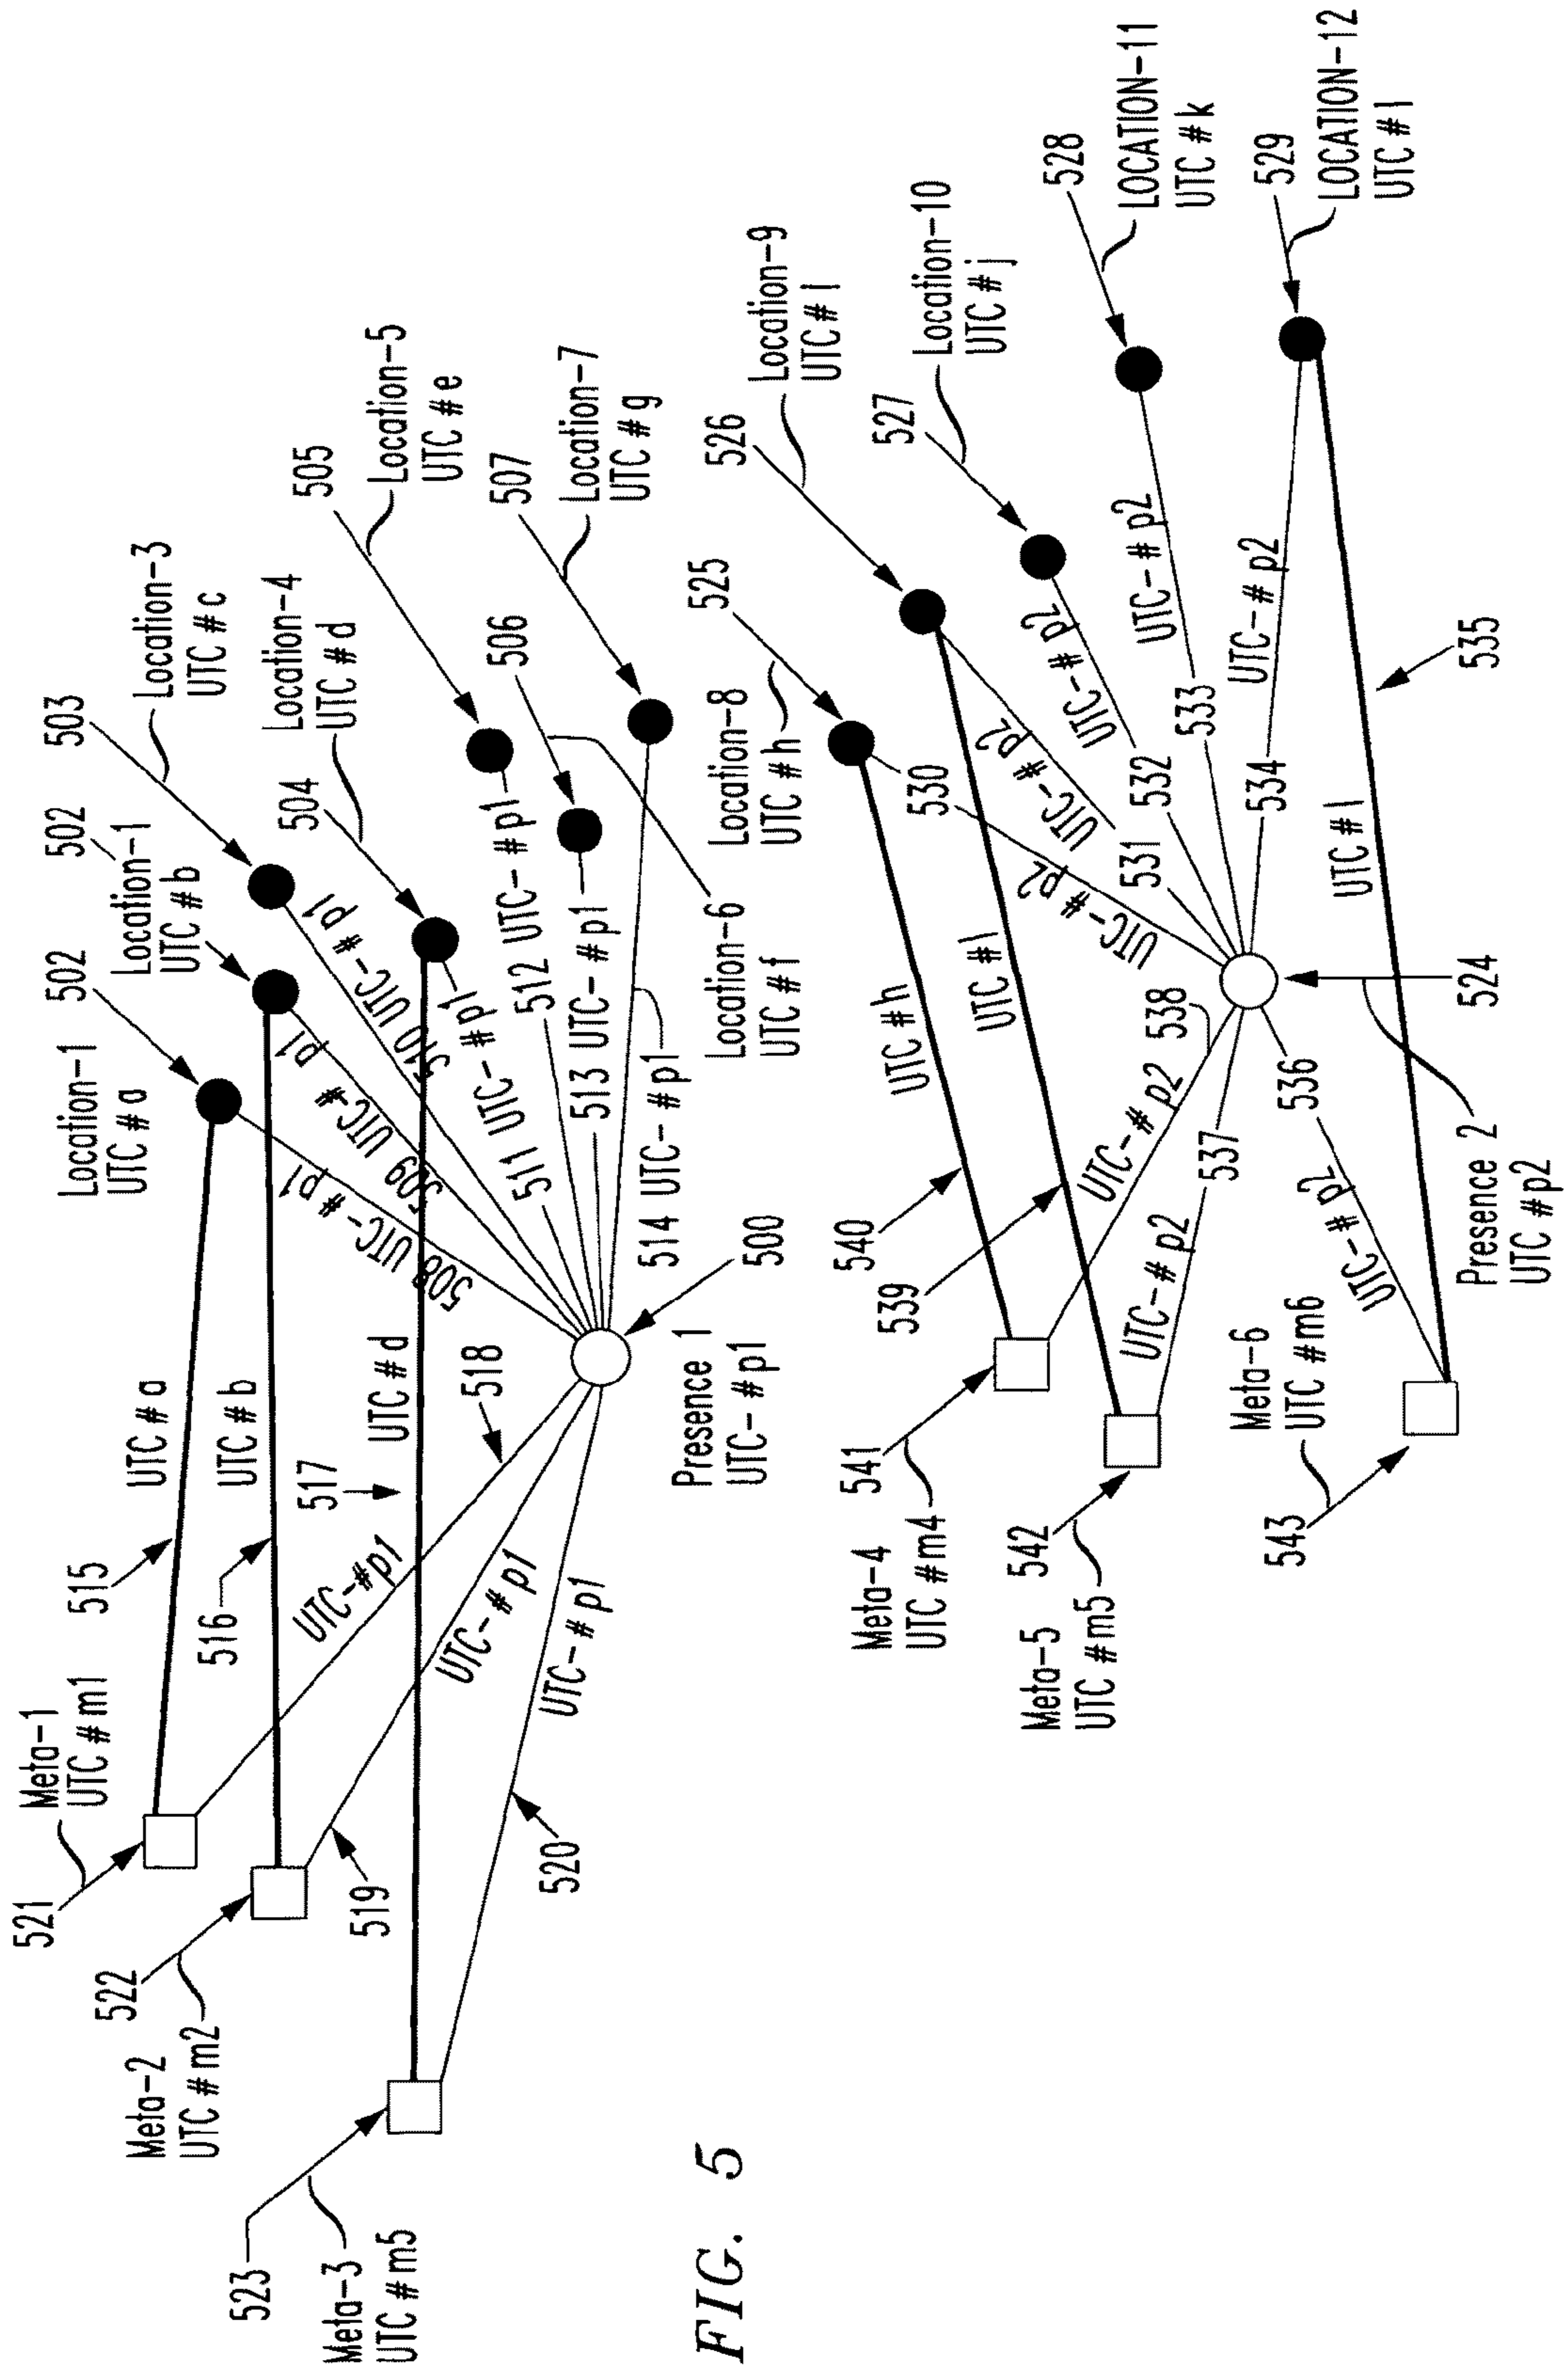 521
Meta-1
UTC # m1
522
Meta-2
UTC # m2
523
Meta-3
UTC # m5
515
UTC # a
516
UTC # b
517
UTC # d
518
UTC-# p1
519
UTC-# p1
520
UTC-# p1
Location-1
UTC # a
502
502
Location-1
UTC # b
503
Location-3
UTC # c
504
Location-4
UTC # d
505
Location-5
UTC # e
506
Location-6
UTC # f
507
Location-7
UTC # g
508 UTC-# p1
509 UTC # p1
510 UTC-# p1
511 UTC-# p1
512 UTC-# p1
513 UTC-# p1
514 UTC-# p1
500
Presence 1
UTC-# p1
FIG. 5
525
Location-8
UTC # h
526
Location-9
UTC # l
527
Location-10
UTC # j
528
LOCATION-11
UTC # k
529
LOCATION-12
UTC # l
530
UTC-# p2
531
UTC-# p2
532
UTC-# p2
533
UTC-# p2
534
UTC-# p2
535
UTC # l
540
UTC # h
539
UTC # l
538
UTC-# p2
537
UTC-# p2
536
UTC-# p2
541
Meta-4
UTC # m4
542
Meta-5
UTC # m5
543
Meta-6
UTC # m6
524
Presence 2
UTC # p2